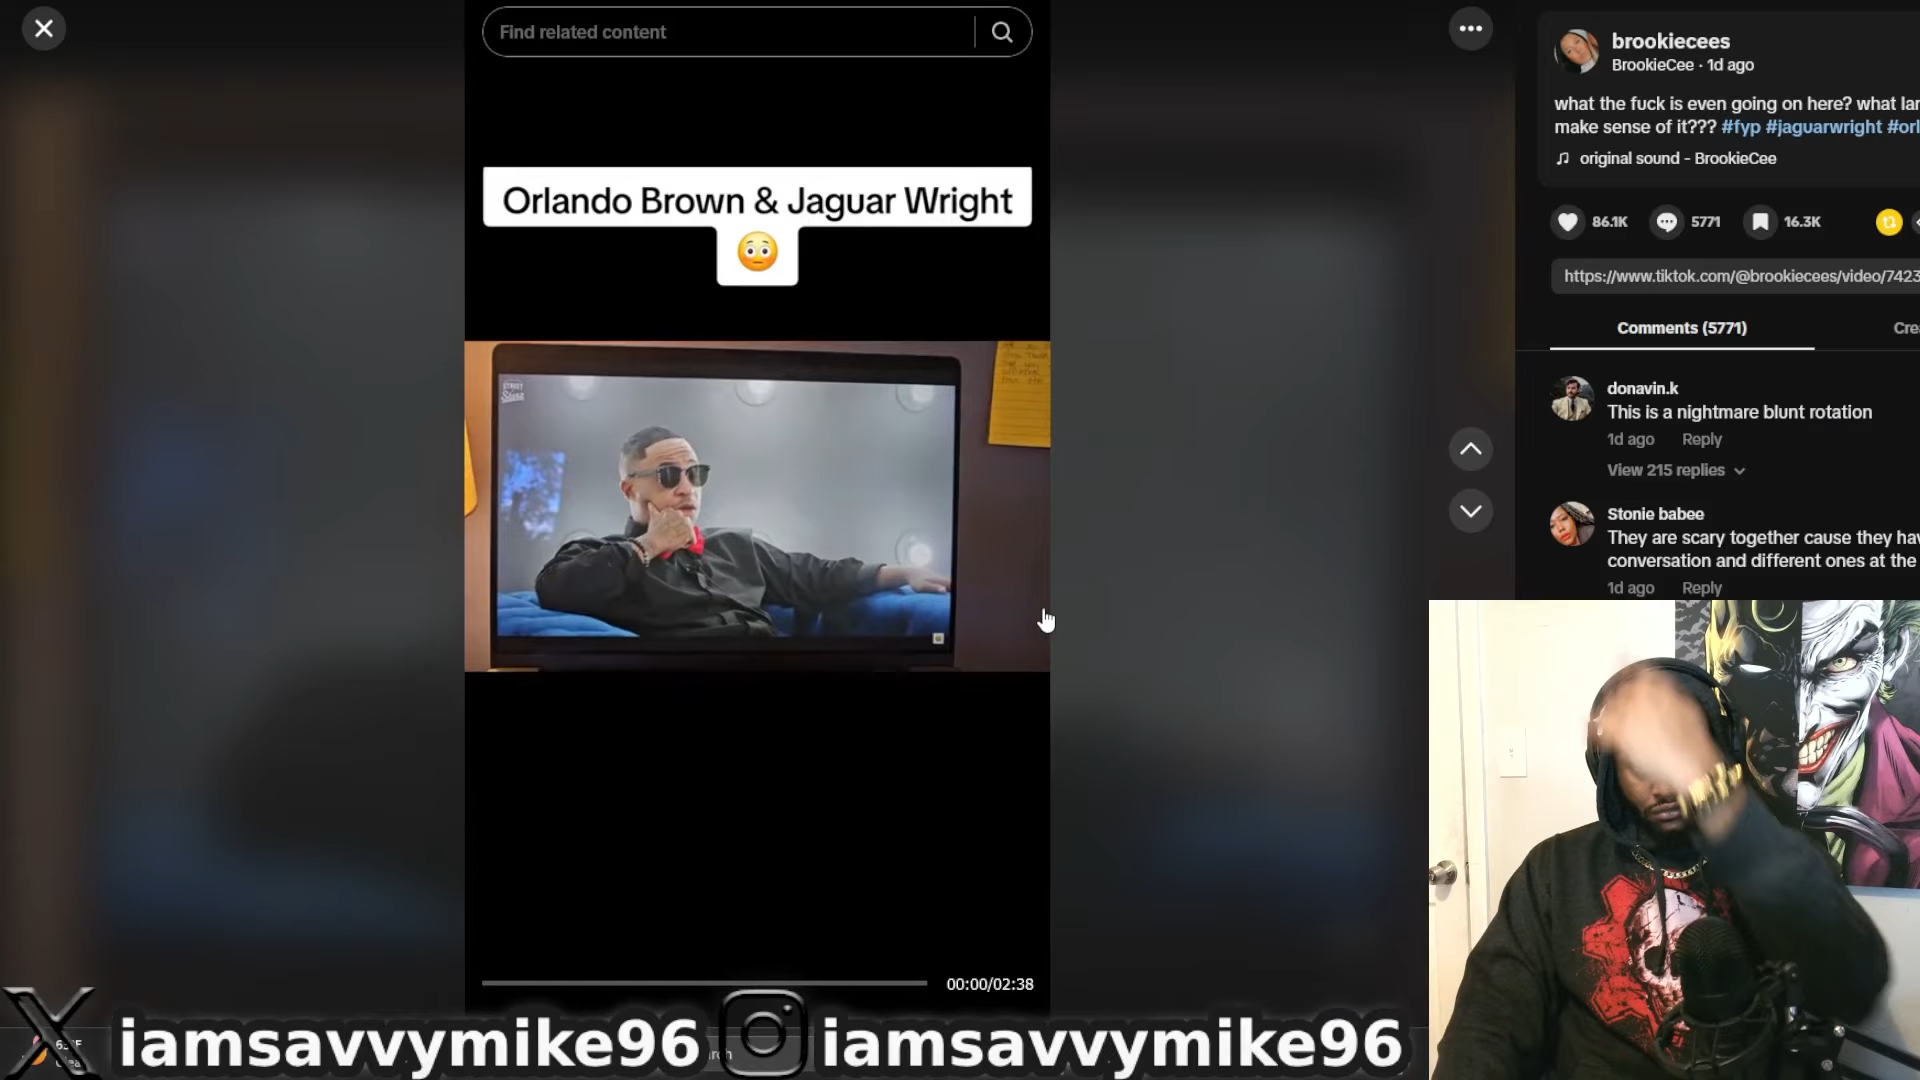 Find related content
Orlando Brown & Jaguar Wright
😳
STREET
Starz
00:00/02:38
brookiecees
BrookieCee · 1d ago
what the fuck is even going on here? what lan
make sense of it??? #fyp #jaguarwright #orl
original sound - BrookieCee
86.1K
5771
16.3K
https://www.tiktok.com/@brookiecees/video/7423
Comments (5771)
Crea
donavin.k
This is a nightmare blunt rotation
1d ago
Reply
View 215 replies
Stonie babee
They are scary together cause they hav
conversation and different ones at the
1d ago
Reply
iamsavvymike96
iamsavvymike96